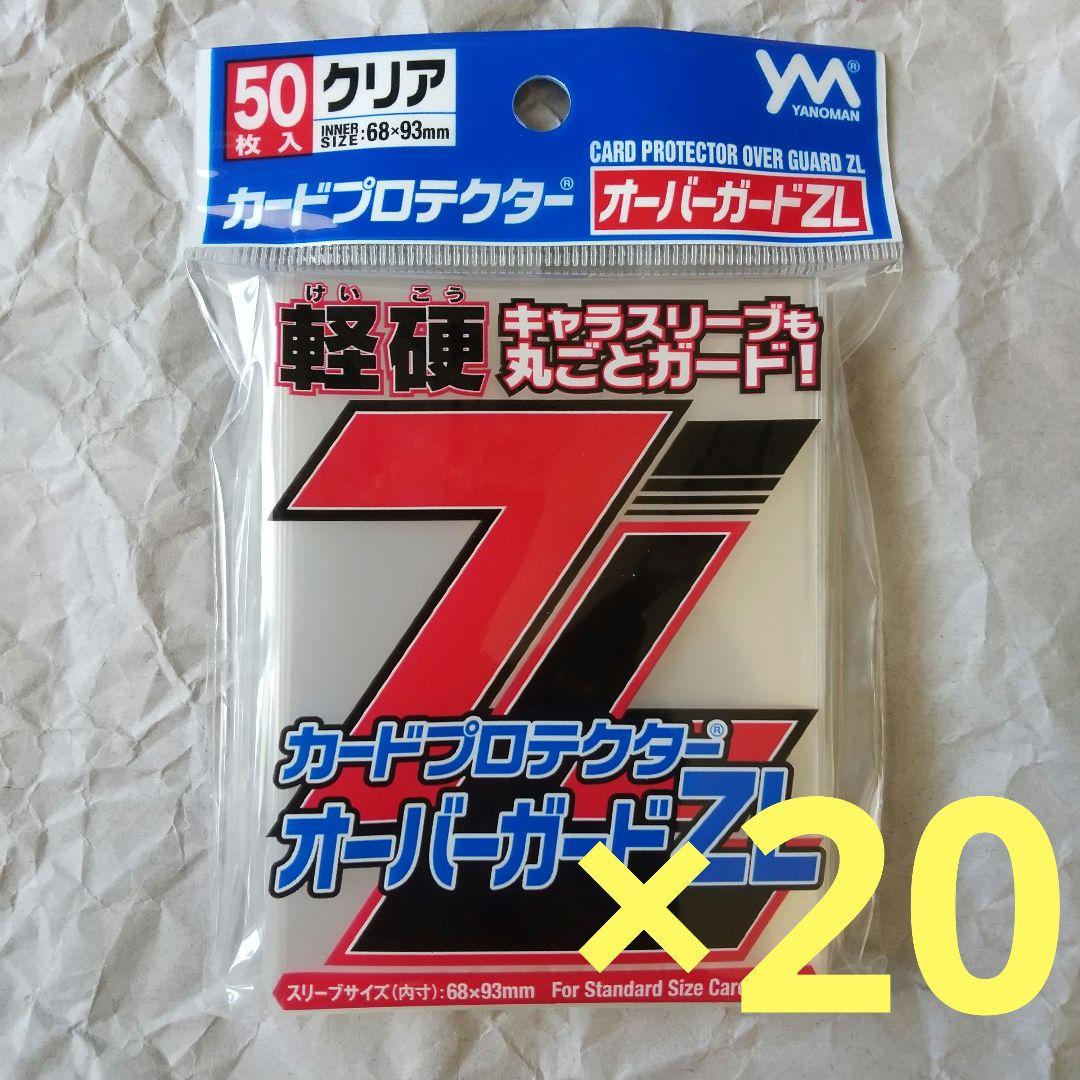 50
枚入
クリア
INNER SIZE:68×93mm
YM®
YANOMAN
CARD PROTECTOR OVER GUARD ZL
カードプロテクター®
オーバーガードZL
けいこう
軽硬
キャラスリーブも
丸ごとガード!
ZL
カードプロテクター®
オーバーガードZL
×20
スリーブサイズ(内寸):68×93mm For Standard Size Card